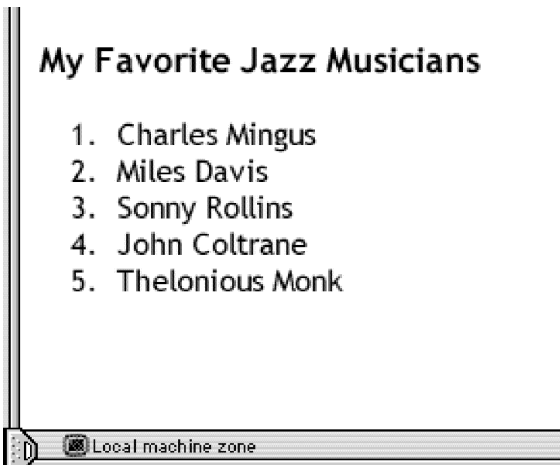 My Favorite Jazz Musicians
1. Charles Mingus
2. Miles Davis
3. Sonny Rollins
4. John Coltrane
5. Thelonious Monk
Local machine zone